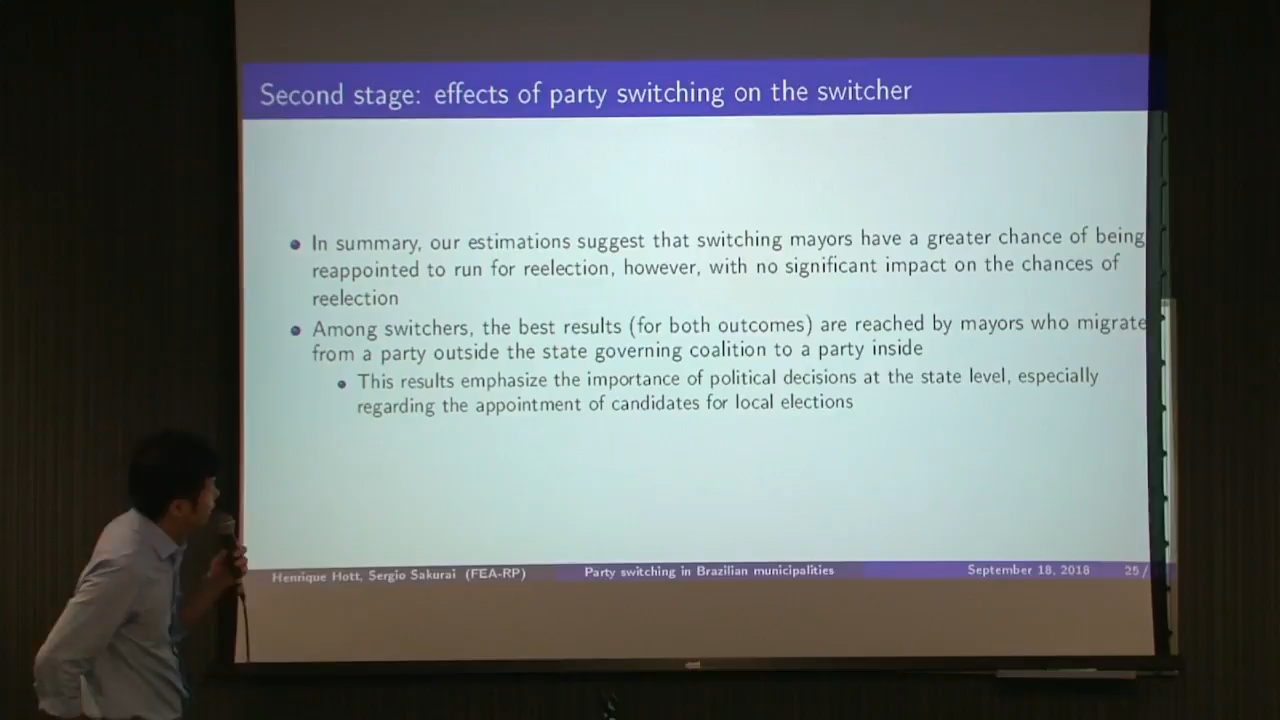 Second stage: effects of party switching on the switcher
In summary, our estimations suggest that switching mayors have a greater chance of being
reappointed to run for reelection, however, with no significant impact on the chances of
reelection
Among switchers, the best results (for both outcomes) are reached by mayors who migrate
from a party outside the state governing coalition to a party inside
This results emphasize the importance of political decisions at the state level, especially
regarding the appointment of candidates for local elections
Henrique Hott, Sergio Sakurai (FEA-RP)
Party switching in Brazilian municipalities
September 18, 2018
25 /